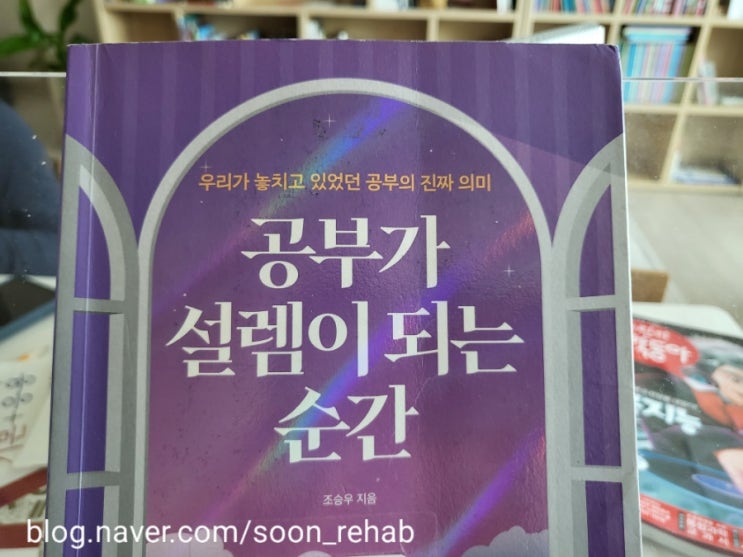 우리가 놓치고 있었던 공부의 진짜 의미
공부가
설렘이 되는
순간
조승우 지음
blog.naver.com/soon_rehab